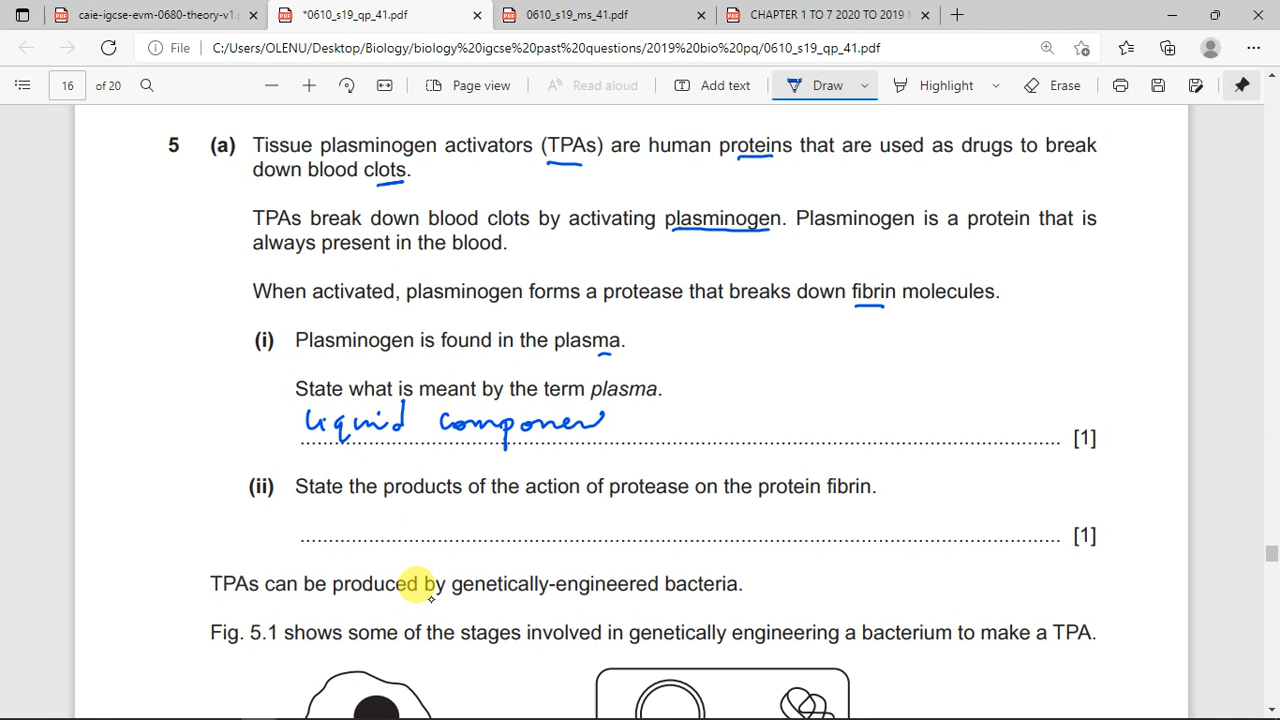 caie-igcse-evm-0680-theory-v1.p
*0610_s19_qp_41.pdf
0610_s19_ms_41.pdf
CHAPTER 1 TO 7 2020 TO 2019
File C:/Users/OLENU/Desktop/Biology/biology%20igcse%20past%20questions/2019%20bio%20pq/0610_s19_qp_41.pdf
16 of 20 Page view Read aloud Add text Draw Highlight Erase
5 (a) Tissue plasminogen activators (TPAs) are human proteins that are used as drugs to break
down blood clots.
TPAs break down blood clots by activating plasminogen. Plasminogen is a protein that is
always present in the blood.
When activated, plasminogen forms a protease that breaks down fibrin molecules.
(i) Plasminogen is found in the plasma.
State what is meant by the term plasma.
liquid componen
[1]
(ii) State the products of the action of protease on the protein fibrin.
[1]
TPAs can be produced by genetically-engineered bacteria.
Fig. 5.1 shows some of the stages involved in genetically engineering a bacterium to make a TPA.